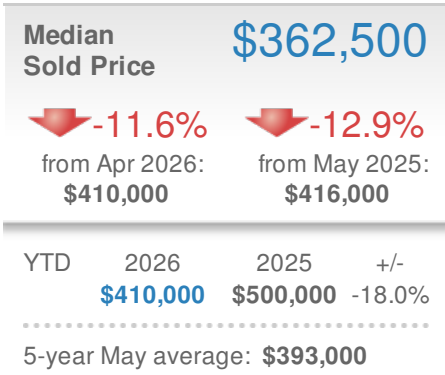 Median
Sold Price
$362,500
-11.6% -12.9%
from Apr 2026: from May 2025:
$410,000 $416,000
YTD 2026 2025 +/-
$410,000 $500,000 -18.0%
5-year May average: $393,000